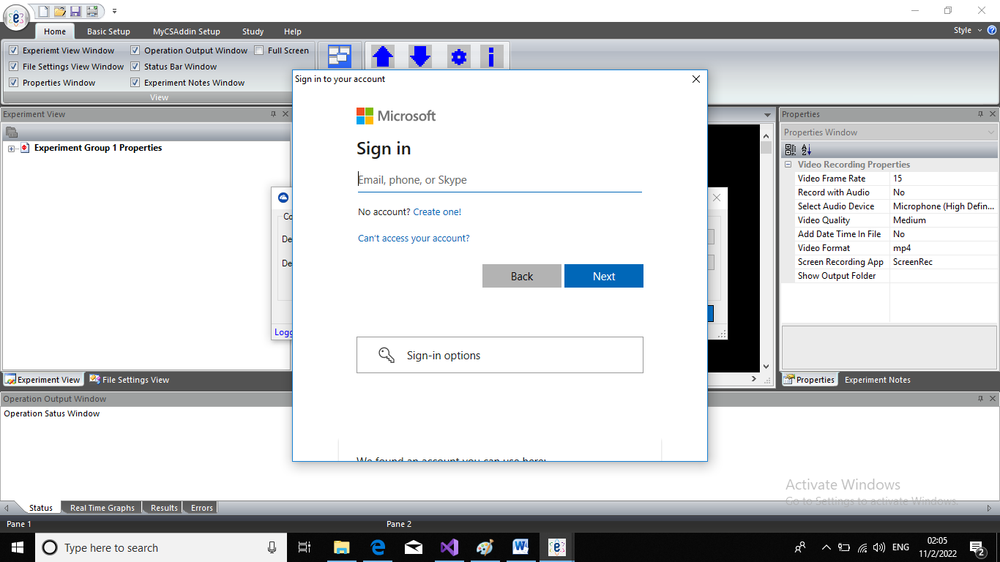 Home
Basic Setup
MyCSAddin Setup
Study
Help
Style
Experiemt View Window
Operation Output Window
Full Screen
File Settings View Window
Status Bar Window
Properties Window
Experiment Notes Window
View
Sign in to your account
Microsoft
Sign in
Email, phone, or Skype
No account? Create one!
Can't access your account?
Back
Next
Sign-in options
We found an account you can use here:
Experiment View
Experiment Group 1 Properties
Co
De
De
Logg
Experiment View
File Settings View
Properties
Properties Window
Video Recording Properties
Video Frame Rate 15
Record with Audio No
Select Audio Device Microphone (High Defin...
Video Quality Medium
Add Date Time In File No
Video Format mp4
Screen Recording App ScreenRec
Show Output Folder
Properties
Experiment Notes
Operation Output Window
Operation Satus Window
Activate Windows
Go to Settings to activate Windows.
Status
Real Time Graphs
Results
Errors
Pane 1
Pane 2
Type here to search
ENG
02:05
11/2/2022
2